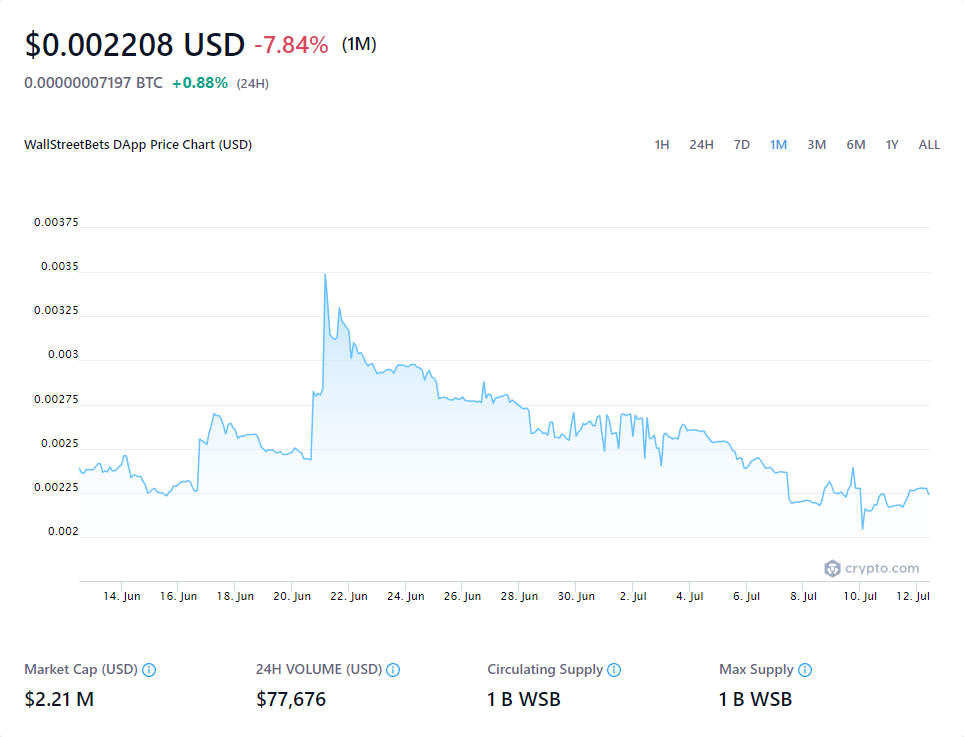 $0.002208 USD -7.84% (1M)
0.00000007197 BTC +0.88% (24H)
WallStreetBets DApp Price Chart (USD) 1H 24H 7D 1M 3M 6M 1Y ALL
0.00375
0.0035
0.00325
0.003
0.00275
0.0025
0.00225
0.002
crypto.com
14. Jun 16. Jun 18. Jun 20. Jun 22. Jun 24. Jun 26. Jun 28. Jun 30. Jun 2. Jul 4. Jul 6. Jul 8. Jul 10. Jul 12. Jul
Market Cap (USD) 24H VOLUME (USD) Circulating Supply Max Supply
$2.21 M $77,676 1 B WSB 1 B WSB